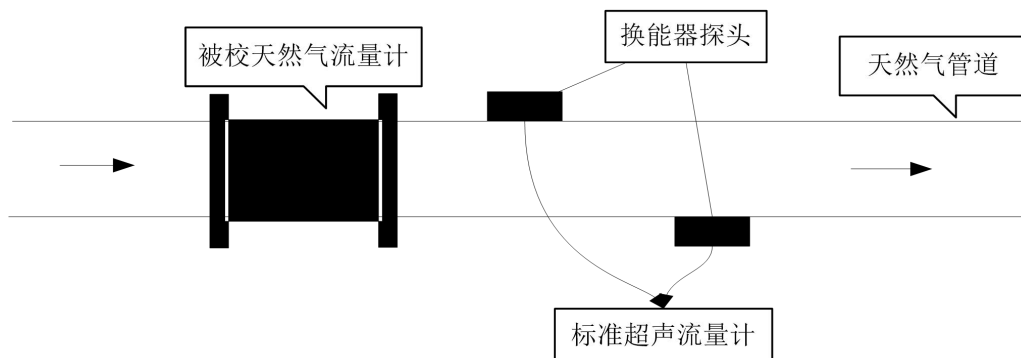 换能器探头
被校天然气流量计
天然气管道
标准超声流量计